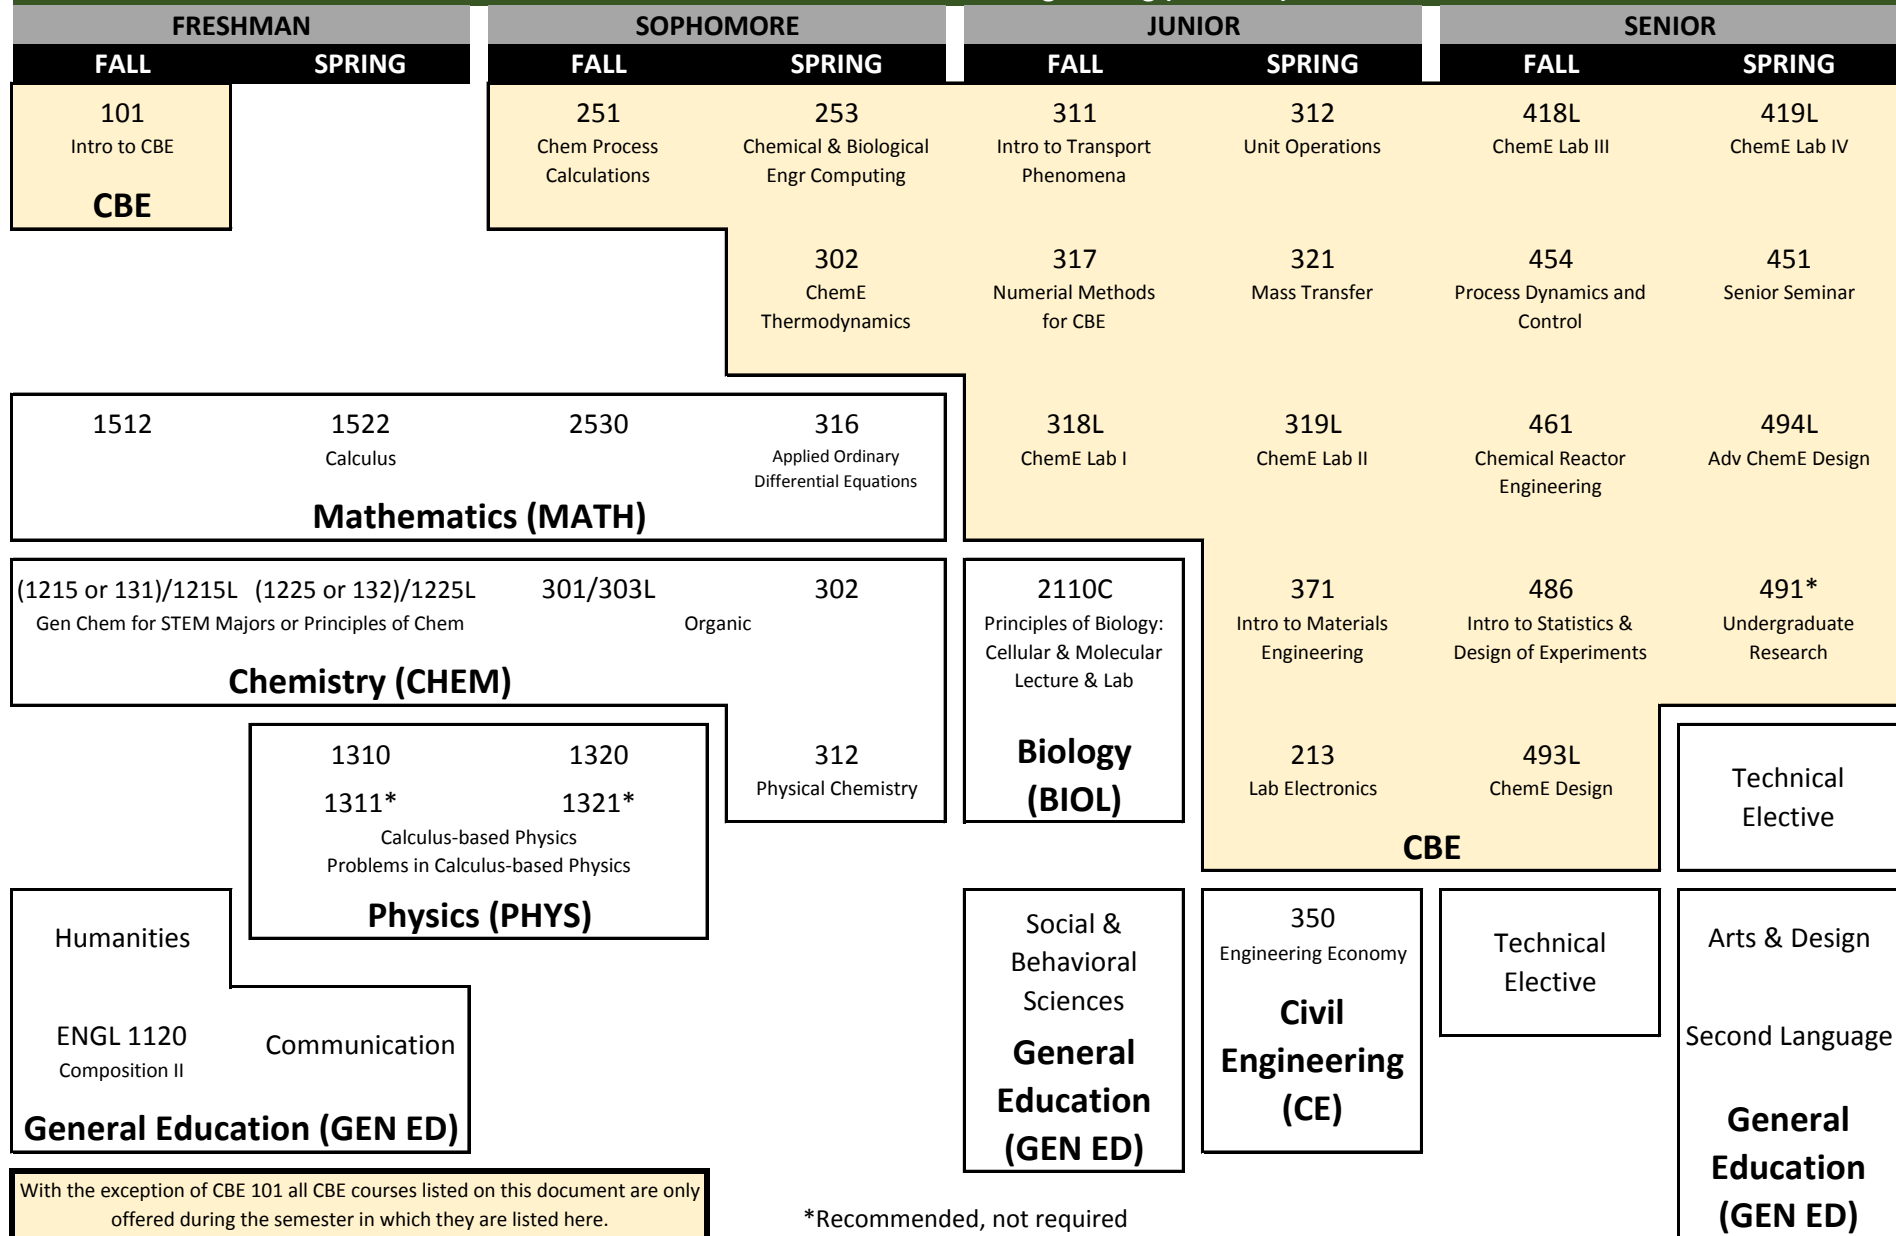 FRESHMAN SOPHOMORE JUNIOR SENIOR
FALL SPRING FALL SPRING FALL SPRING FALL SPRING
101 251 253 311 312 418L 419L
Intro to CBE Chem Process Chemical & Biological Intro to Transport Unit Operations ChemE Lab III ChemE Lab IV
Calculations Engr Computing Phenomena
CBE
302 317 321 454 451
ChemE Numerial Methods Mass Transfer Process Dynamics and Senior Seminar
Thermodynamics for CBE Control
1512 1522 2530 316 318L 319L 461 494L
Calculus Applied Ordinary ChemE Lab I ChemE Lab II Chemical Reactor Adv ChemE Design
Differential Equations Engineering
Mathematics (MATH)
(1215 or 131)/1215L (1225 or 132)/1225L 301/303L 302 2110C 371 486 491*
Gen Chem for STEM Majors or Principles of Chem Organic Principles of Biology: Intro to Materials Intro to Statistics & Undergraduate
Cellular & Molecular Engineering Design of Experiments Research
Lecture & Lab
Chemistry (CHEM)
1310 1320 312 Biology 213 493L Technical
1311* 1321* Physical Chemistry (BIOL) Lab Electronics ChemE Design Elective
Calculus-based Physics
Problems in Calculus-based Physics CBE
Physics (PHYS)
Humanities Social & 350 Technical Arts & Design
Behavioral Engineering Economy Elective
Sciences Civil
ENGL 1120 Communication General Engineering Second Language
Composition II Education (CE)
General Education (GEN ED) (GEN ED) General
Education
(GEN ED)
With the exception of CBE 101 all CBE courses listed on this document are only
offered during the semester in which they are listed here.
*Recommended, not required